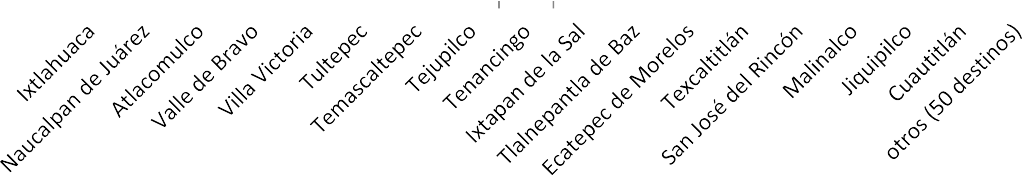 Ixtlahuaca
Naucalpan de Juárez
Atlacomulco
Valle de Bravo
Villa Victoria
Tultepec
Temascaltepec
Tejupilco
Tenancingo
Ixtapan de la Sal
Tlalnepantla de Baz
Ecatepec de Morelos
Texcaltitlán
San José del Rincón
Malinalco
Jiquipilco
Cuautitlán
otros (50 destinos)